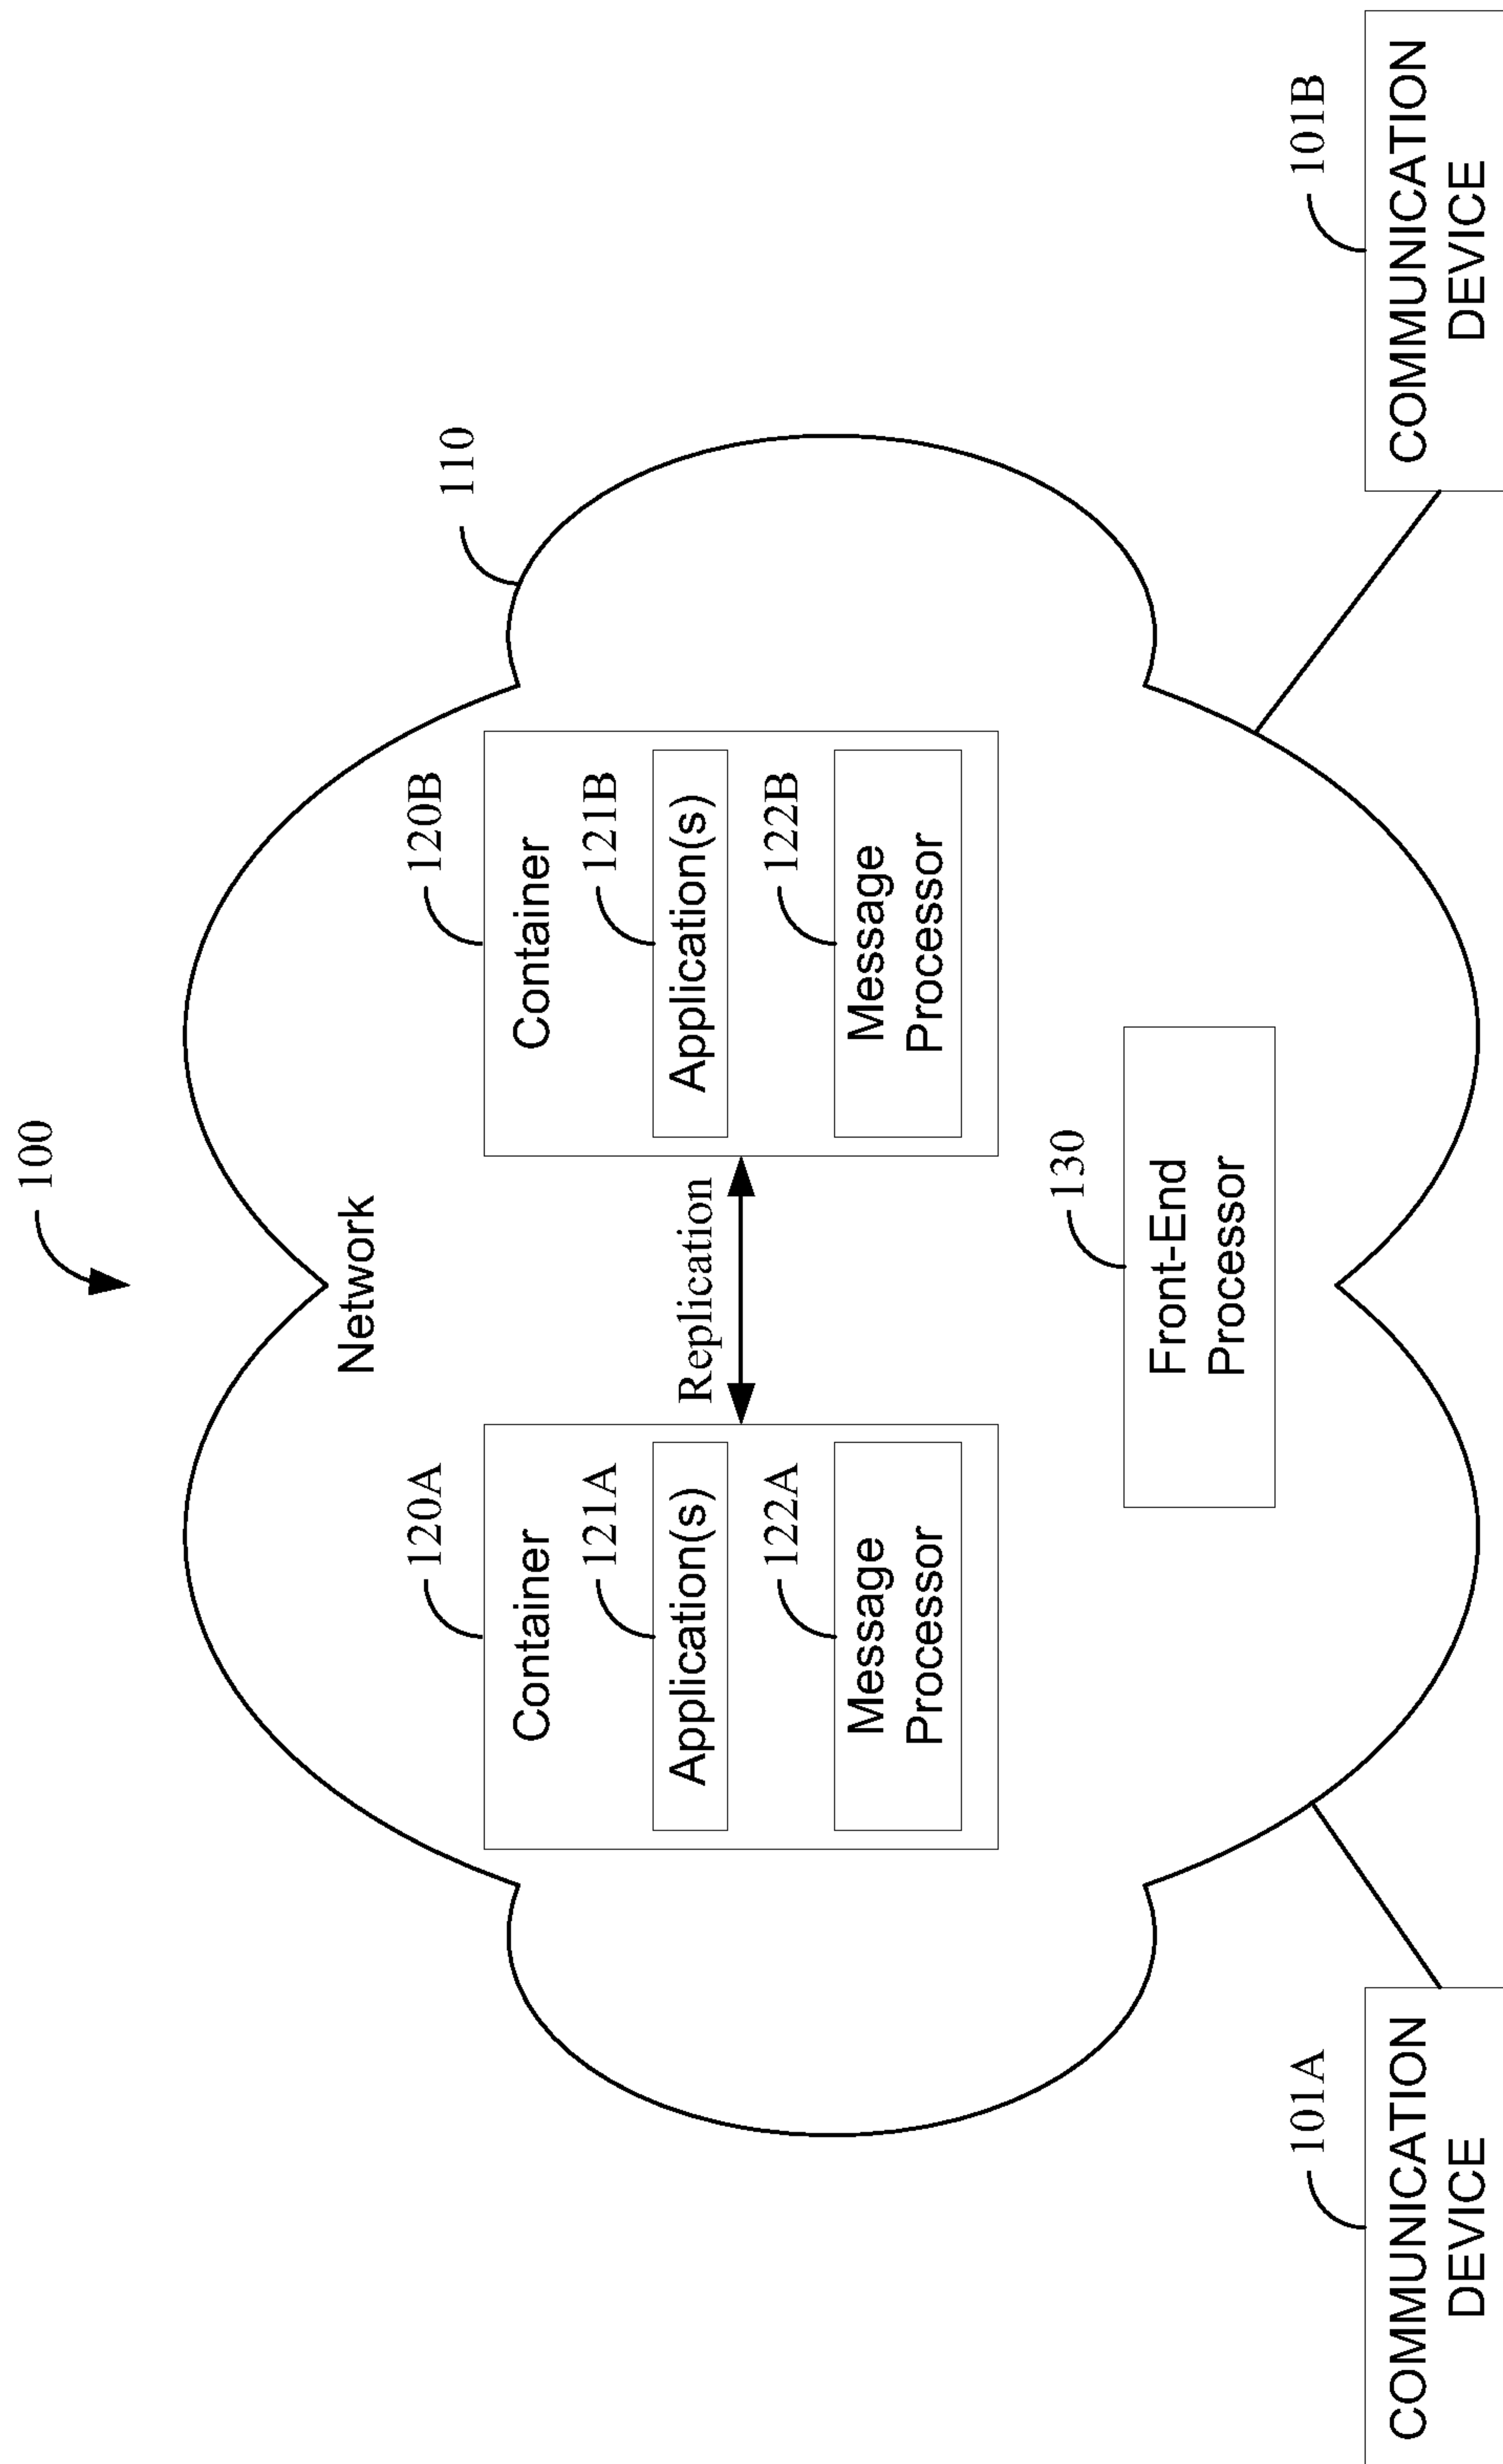 100
Network
110
120A
Container
121A
Application(s)
122A
Message
Processor
Replication
120B
Container
121B
Application(s)
122B
Message
Processor
130
Front-End
Processor
101A
COMMUNICATION
DEVICE
101B
COMMUNICATION
DEVICE